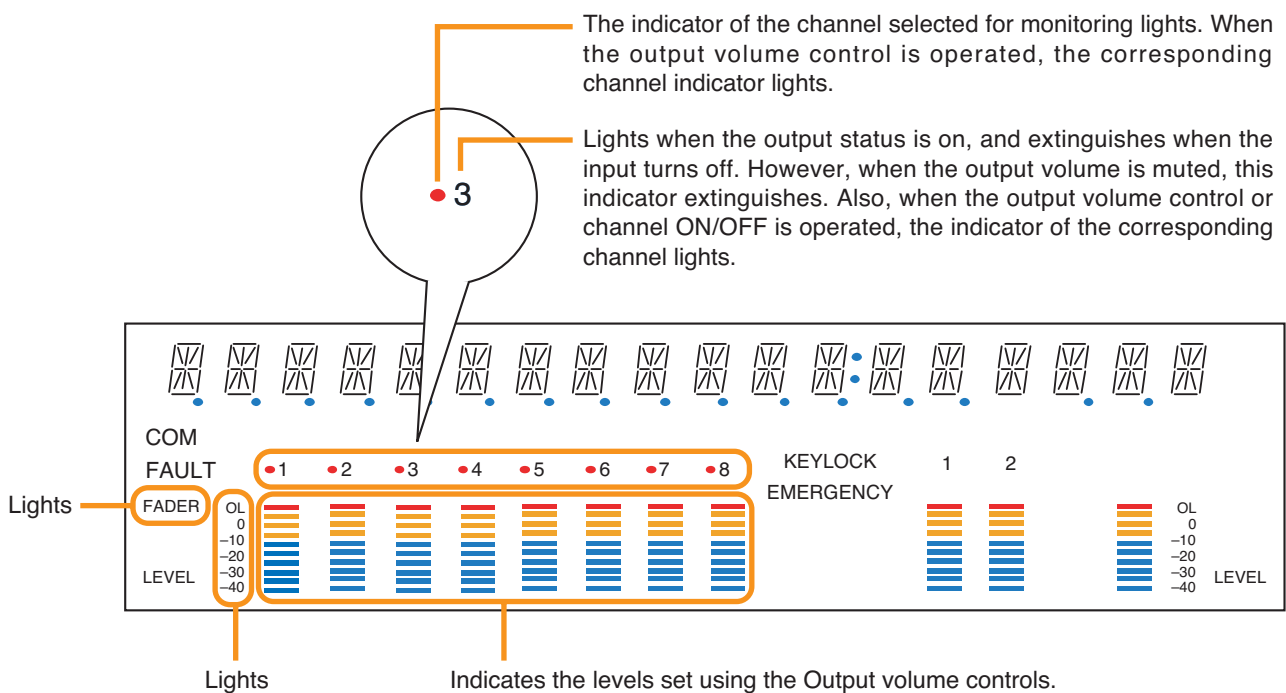 The indicator of the channel selected for monitoring lights. When
the output volume control is operated, the corresponding
channel indicator lights.
Lights when the output status is on, and extinguishes when the
input turns off. However, when the output volume is muted, this
indicator extinguishes. Also, when the output volume control or
channel ON/OFF is operated, the indicator of the corresponding
channel lights.
3
COM
FAULT 1 2 3 4 5 6 7 8 KEYLOCK 1 2
EMERGENCY
Lights FADER OL OL
0 0
–10 –10
–20 –20
LEVEL –30 –30 LEVEL
–40 –40
Lights Indicates the levels set using the Output volume controls.